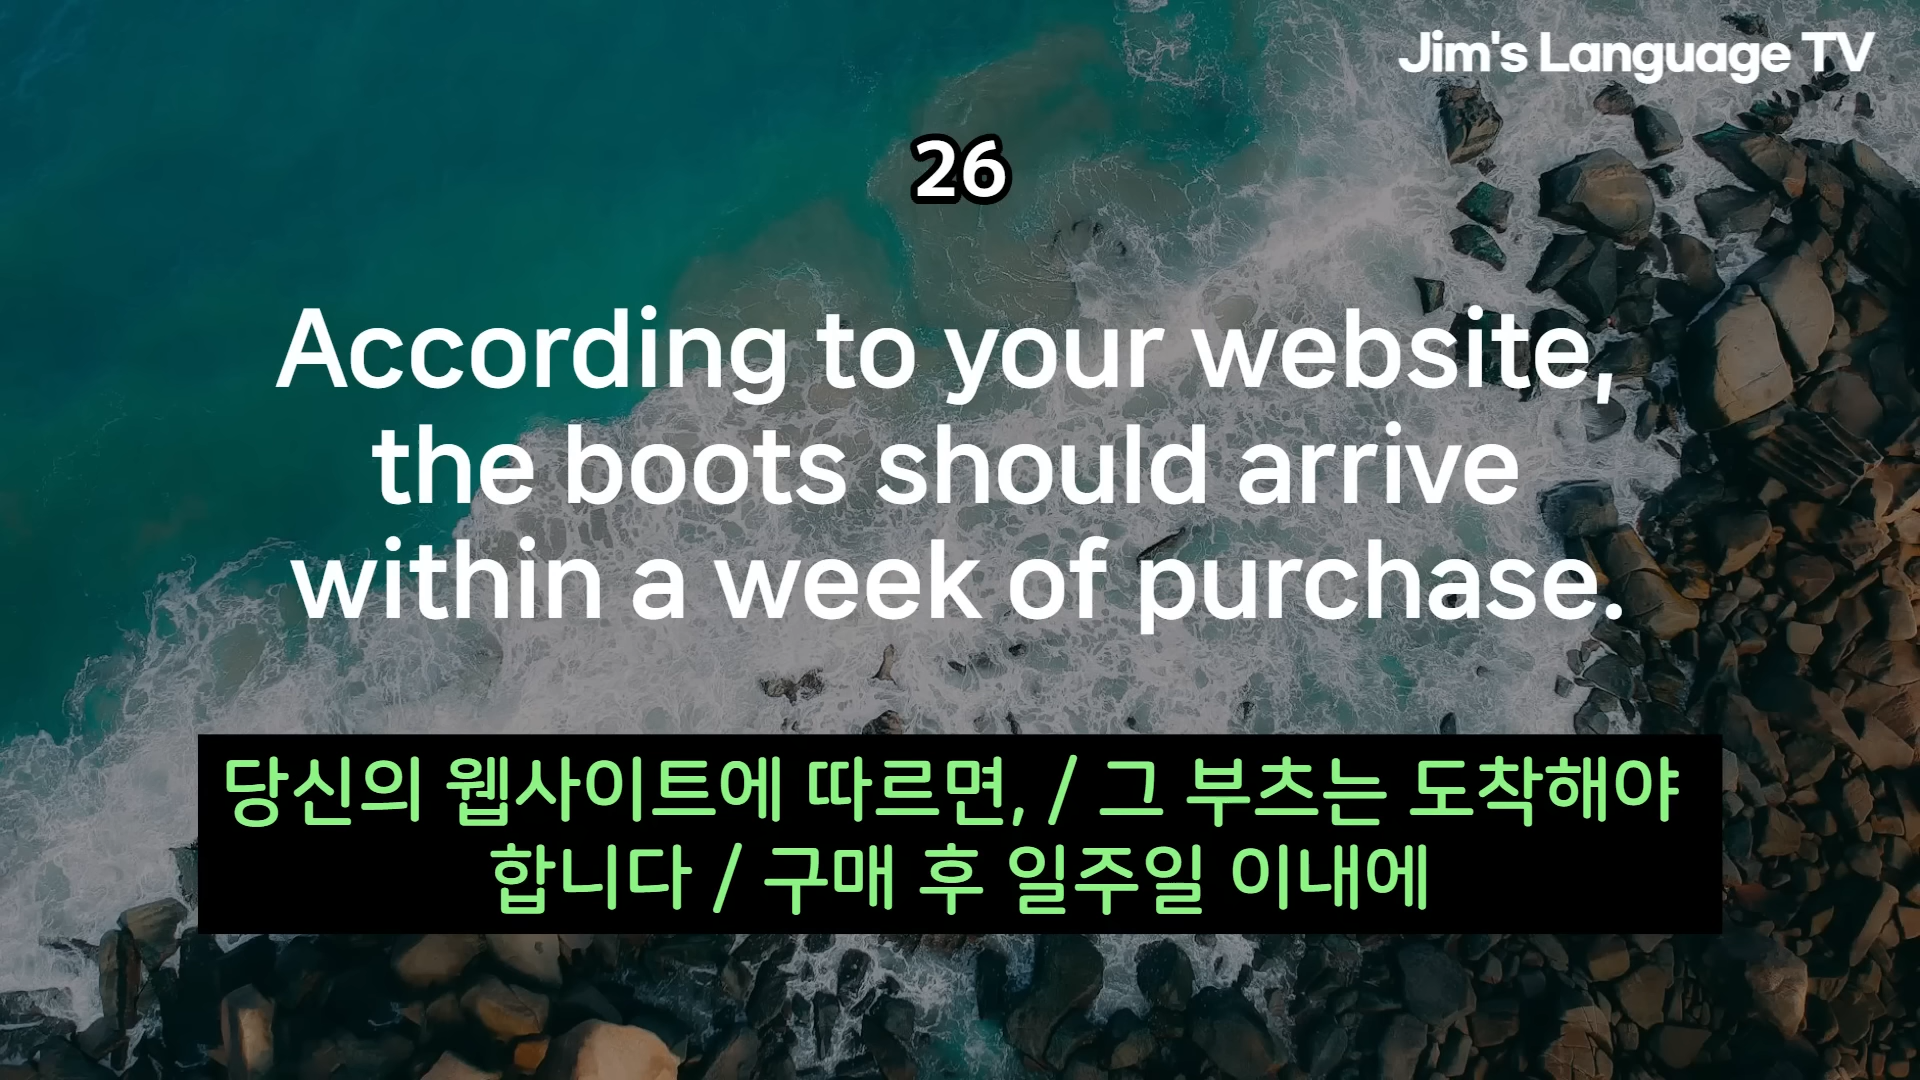 Jim's Language TV
26
According to your website,
the boots should arrive
within a week of purchase.
당신의 웹사이트에 따르면, / 그 부츠는 도착해야
합니다 / 구매 후 일주일 이내에